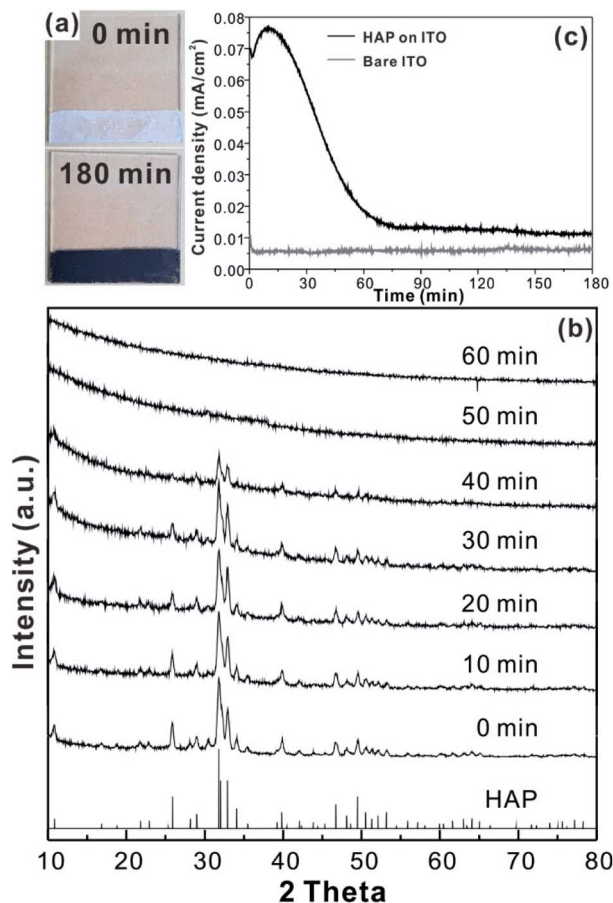 (a)
0 min
180 min
(c)
HAP on ITO
Bare ITO
Current density (mA/cm²)
0.08
0.07
0.06
0.05
0.04
0.03
0.02
0.01
0.00
0 30 60 90 120 150 180
Time (min)
(b)
60 min
50 min
40 min
30 min
20 min
10 min
0 min
HAP
Intensity (a.u.)
10 20 30 40 50 60 70 80
2 Theta